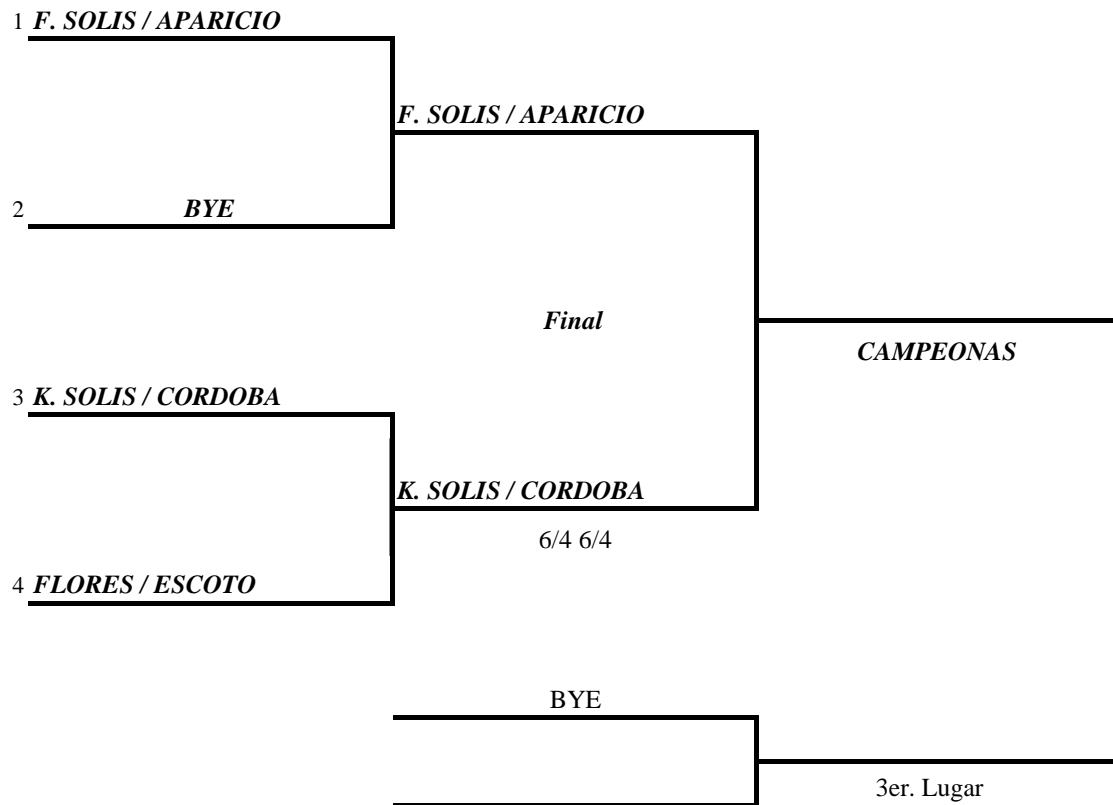 1 F. SOLIS / APARICIO
F. SOLIS / APARICIO
2 BYE
Final
CAMPEONAS
3 K. SOLIS / CORDOBA
K. SOLIS / CORDOBA
6/4 6/4
4 FLORES / ESCOTO
BYE
3er. Lugar